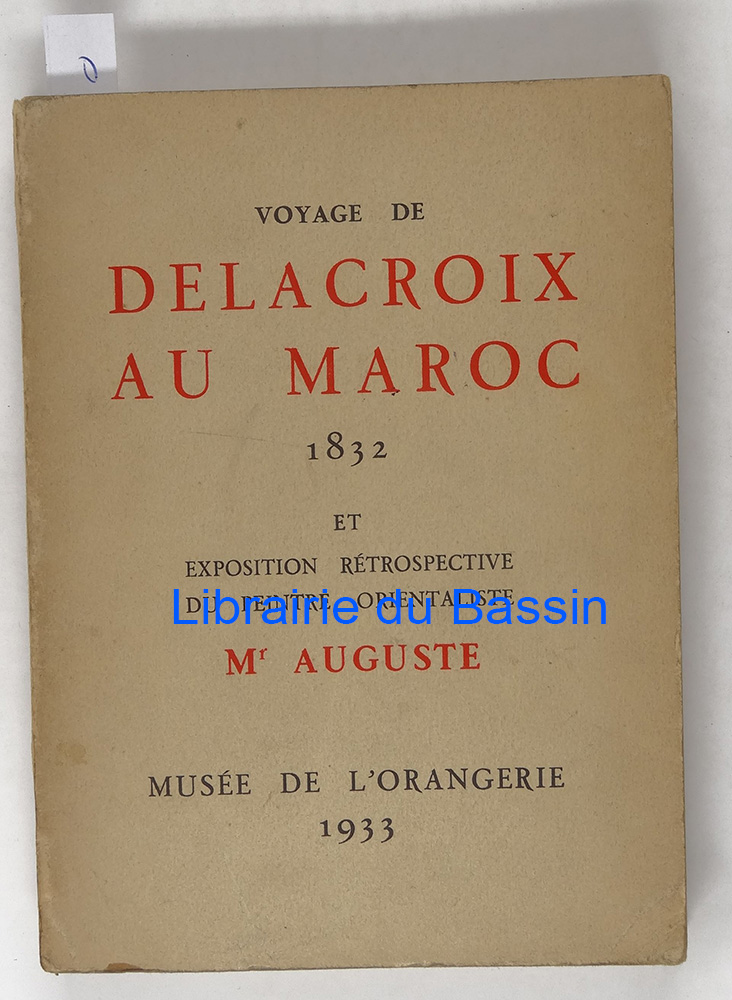 VOYAGE DE
DELACROIX
AU MAROC
1832
ET
EXPOSITION RÉTROSPECTIVE
DU PEINTRE ORIENTALISTE
Librairie du Bassin
Mr AUGUSTE
MUSÉE DE L'ORANGERIE
1933